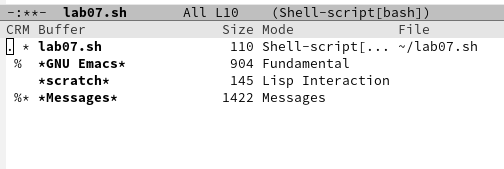 -:**-  lab07.sh      All L10    (Shell-script[bash])
CRM Buffer                Size Mode             File
. * lab07.sh               110 Shell-script[... ~/lab07.sh
 %  *GNU Emacs*            904 Fundamental
    *scratch*              145 Lisp Interaction
 %* *Messages*            1422 Messages